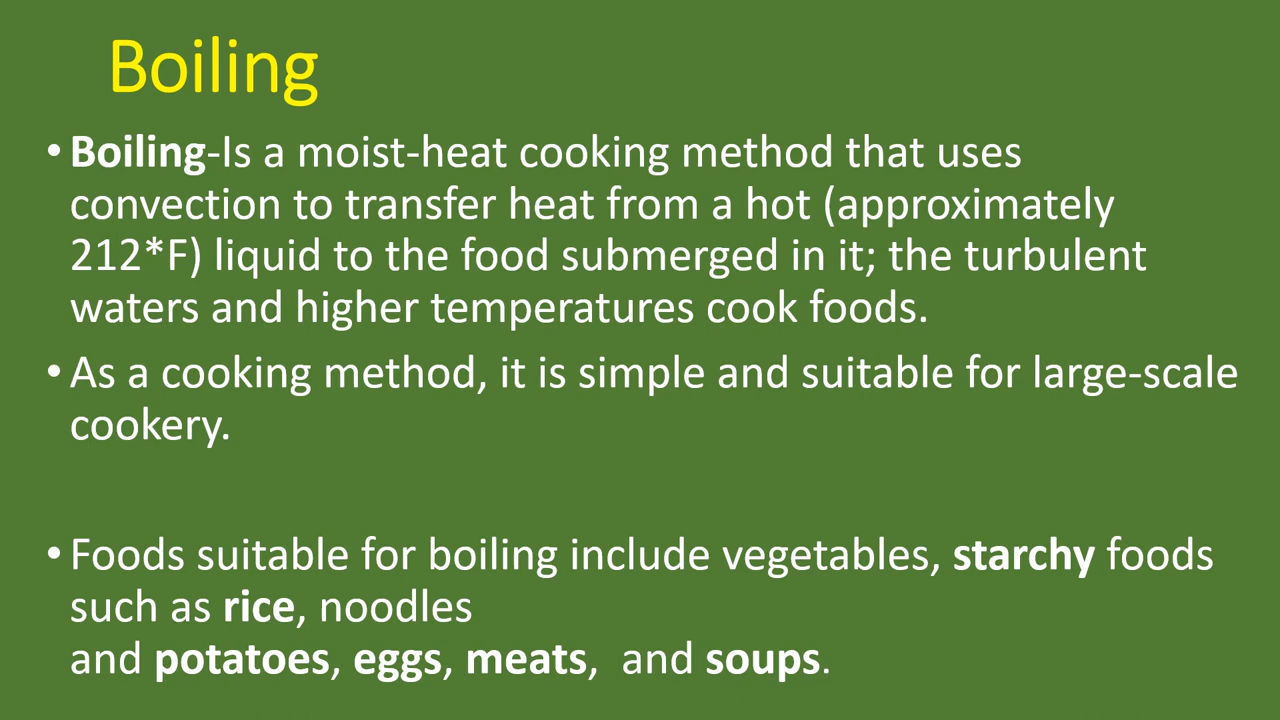 Boiling
• Boiling-Is a moist-heat cooking method that uses
convection to transfer heat from a hot (approximately
212*F) liquid to the food submerged in it; the turbulent
waters and higher temperatures cook foods.
• As a cooking method, it is simple and suitable for large-scale
cookery.
• Foods suitable for boiling include vegetables, starchy foods
such as rice, noodles
and potatoes, eggs, meats,  and soups.